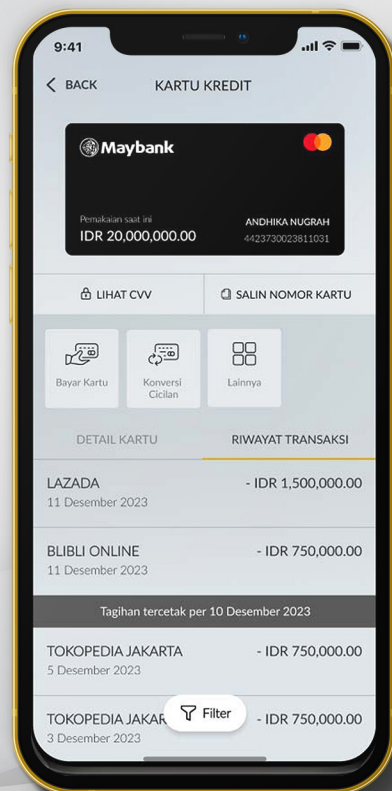 9:41
BACK
KARTU KREDIT
Maybank
Pemakaian saat ini
IDR 20,000,000.00
ANDHIKA NUGRAH
4423730023811031
LIHAT CVV
SALIN NOMOR KARTU
Bayar Kartu
Konversi
Cicilan
Lainnya
DETAIL KARTU
RIWAYAT TRANSAKSI
LAZADA
- IDR 1,500,000.00
11 Desember 2023
BLIBLI ONLINE
- IDR 750,000.00
11 Desember 2023
Tagihan tercetak per 10 Desember 2023
TOKOPEDIA JAKARTA
- IDR 750,000.00
5 Desember 2023
TOKOPEDIA JAKAR
Filter
- IDR 750,000.00
3 Desember 2023